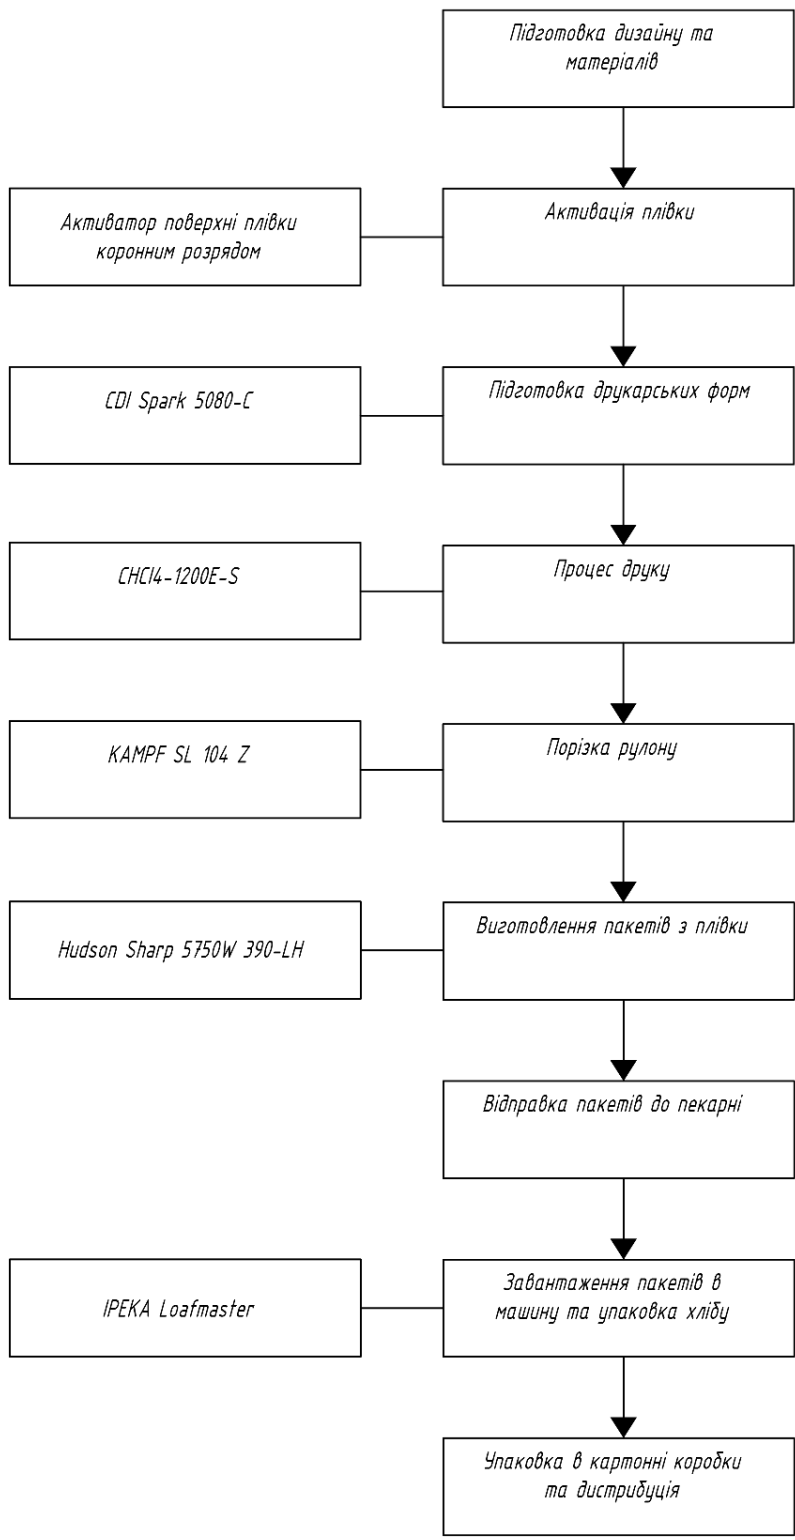 Підготовка дизайну та
матеріалів
Активатор поверхні плівки
коронним розрядом
Активація плівки
CDI Spark 5080-C
Підготовка друкарських форм
CHCI4-1200E-S
Процес друку
KAMPF SL 104 Z
Порізка рулону
Hudson Sharp 5750W 390-LH
Виготовлення пакетів з плівки
Відправка пакетів до пекарні
IPEKA Loafmaster
Завантаження пакетів в
машину та упаковка хлібу
Упаковка в картонні коробки
та дистрибуція